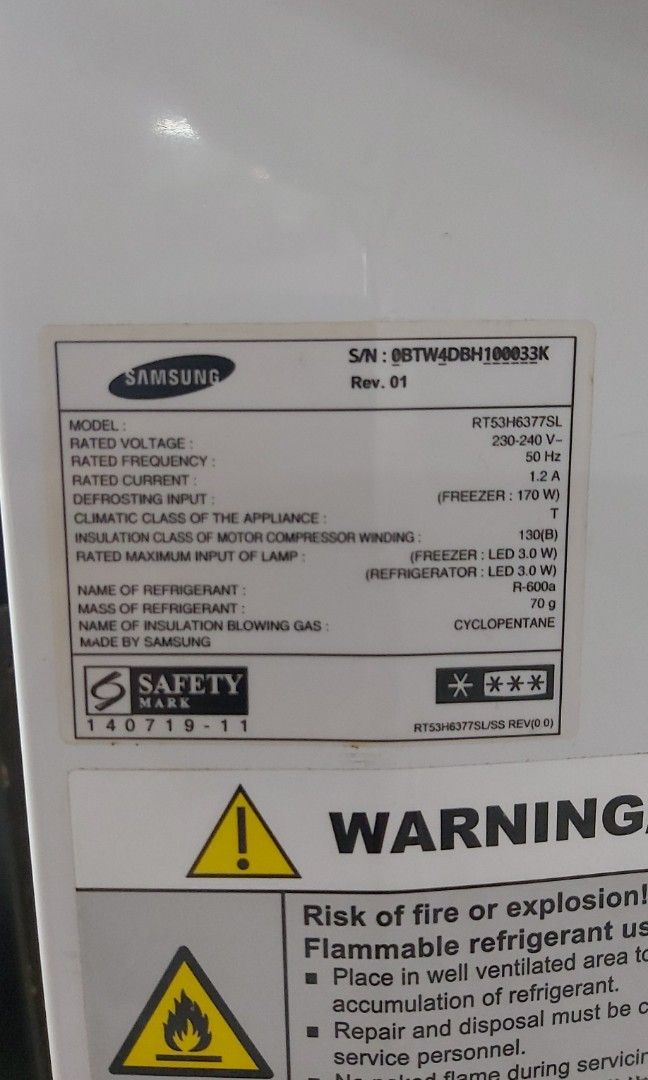 SAMSUNG
S/N : 0BTW4DBH100033K
Rev. 01
MODEL : RT53H6377SL
RATED VOLTAGE : 230-240 V~
RATED FREQUENCY : 50 Hz
RATED CURRENT : 1.2 A
DEFROSTING INPUT : (FREEZER : 170 W)
CLIMATIC CLASS OF THE APPLIANCE : T
INSULATION CLASS OF MOTOR COMPRESSOR WINDING : 130(B)
RATED MAXIMUM INPUT OF LAMP : (FREEZER : LED 3.0 W)
(REFRIGERATOR : LED 3.0 W)
NAME OF REFRIGERANT : R-600a
MASS OF REFRIGERANT : 70 g
NAME OF INSULATION BLOWING GAS : CYCLOPENTANE
MADE BY SAMSUNG
SAFETY
MARK
140719-11
RT53H6377SL/SS REV(0.0)
WARNING
Risk of fire or explosion!
Flammable refrigerant
▪ Place in well ventilated area
accumulation of refrigerant.
▪ Repair and disposal must be
service personnel.
▪ No naked flame during